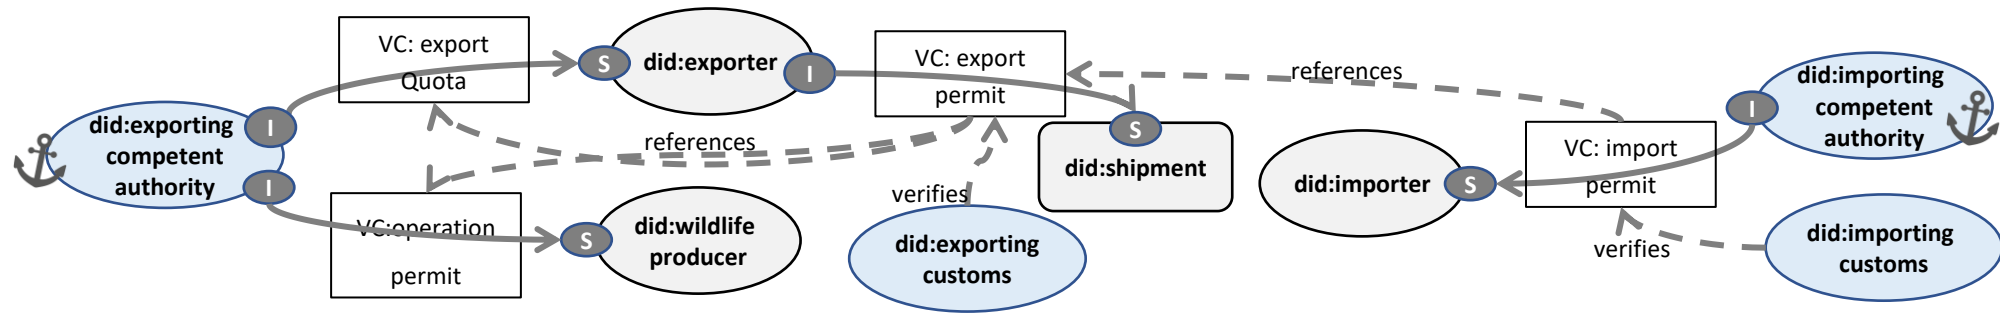 VC: export
Quota
S
did:exporter
I
VC: export
permit
references
did:importing
competent
authority
I
did:exporting
competent
authority
I
I
references
S
did:shipment
did:importer
S
VC: import
permit
verifies
VC:operation
permit
S
did:wildlife
producer
did:exporting
customs
verifies
did:importing
customs